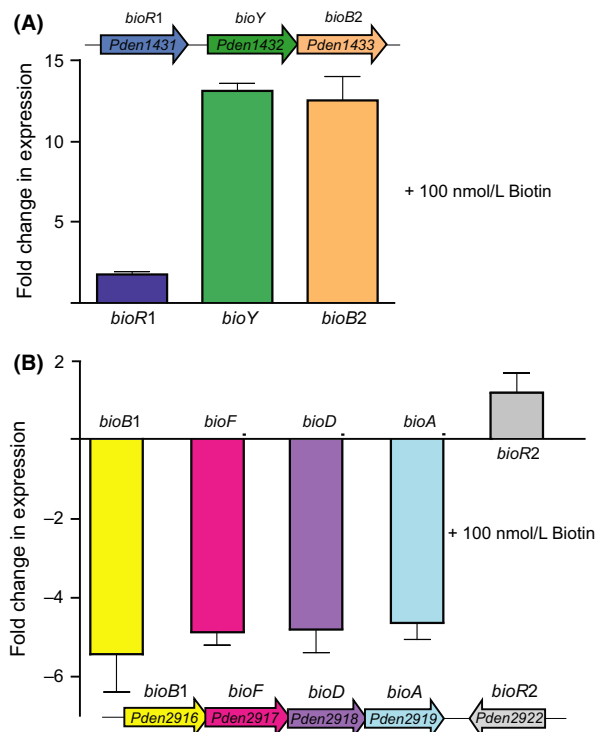 (A)
bioR1 bioY bioB2
Pden1431 Pden1432 Pden1433
15
10
5
Fold change in expression
+ 100 nmol/L Biotin
bioR1 bioY bioB2
(B)
2
bioB1 bioF bioD bioA
bioR2
–2
–4
–6
Fold change in expression
+ 100 nmol/L Biotin
bioB1 bioF bioD bioA bioR2
Pden2916 Pden2917 Pden2918 Pden2919 Pden2922